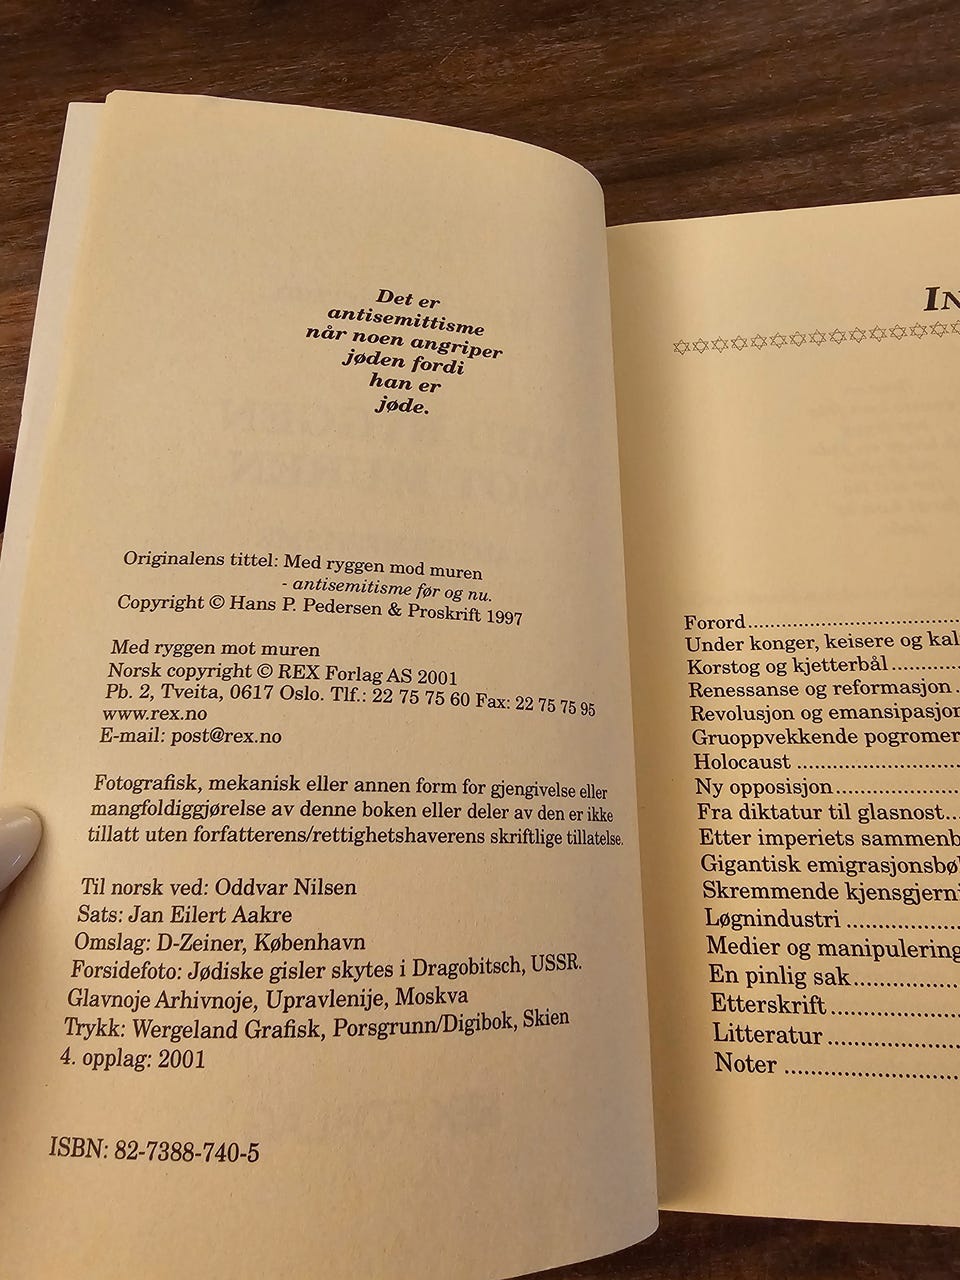 Det er
antisemittisme
når noen angriper
jøden fordi
han er
jøde.
Originalens tittel: Med ryggen mod muren
- antisemitisme før og nu.
Copyright © Hans P. Pedersen & Proskrift 1997
Med ryggen mot muren
Norsk copyright © REX Forlag AS 2001
Pb. 2, Tveita, 0617 Oslo. Tlf.: 22 75 75 60 Fax: 22 75 75 95
www.rex.no
E-mail: post@rex.no
Fotografisk, mekanisk eller annen form for gjengivelse eller
mangfoldiggjørelse av denne boken eller deler av den er ikke
tillatt uten forfatterens/rettighetshaverens skriftlige tillatelse.
Til norsk ved: Oddvar Nilsen
Sats: Jan Eilert Aakre
Omslag: D-Zeiner, København
Forsidefoto: Jødiske gisler skytes i Dragobitsch, USSR.
Glavnoje Arhivnoje, Upravlenije, Moskva
Trykk: Wergeland Grafisk, Porsgrunn/Digibok, Skien
4. opplag: 2001
ISBN: 82-7388-740-5
IN
Forord
Under konger, keisere og kal
Korstog og kjetterbål
Renessanse og reformasjon
Revolusjon og emansipasjon
Gruoppvekkende pogromer
Holocaust
Ny opposisjon
Fra diktatur til glasnost
Etter imperiets sammenb
Gigantisk emigrasjonsbø
Skremmende kjensgjerni
Løgnindustri
Medier og manipulering
En pinlig sak
Etterskrift
Litteratur
Noter